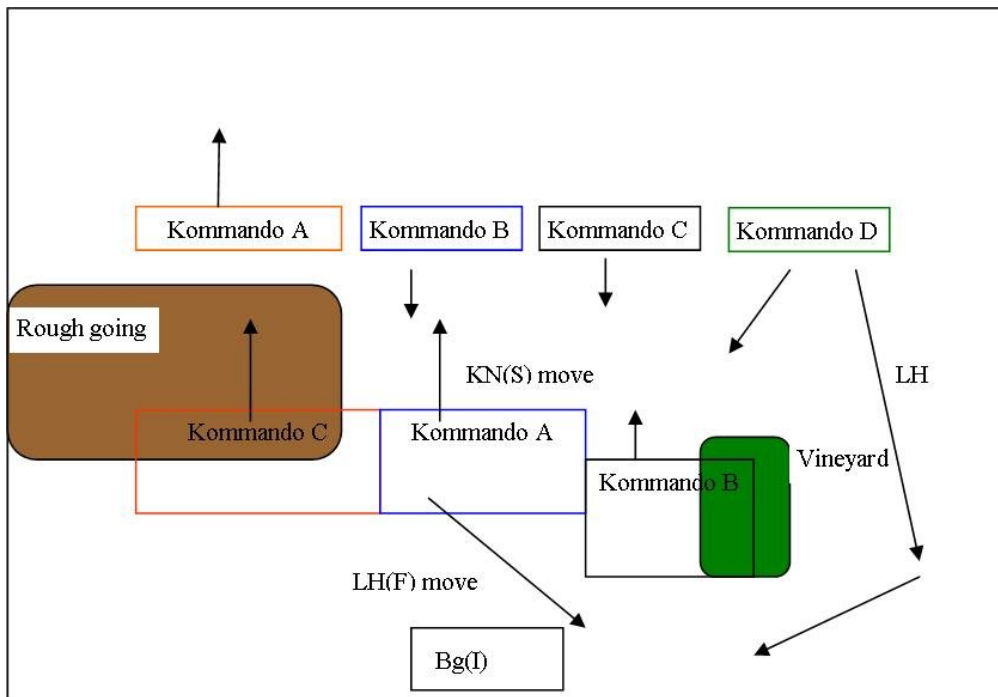 Kommando A
Kommando B
Kommando C
Kommando D
Rough going
KN(S) move
LH
Kommando C
Kommando A
Vineyard
Kommando B
LH(F) move
Bg(I)